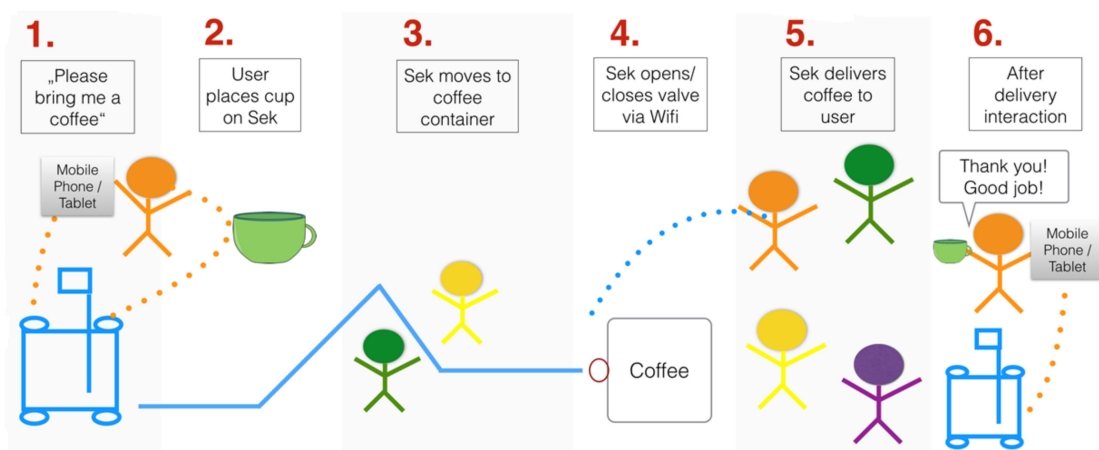 1.
„Please
bring me a
coffee“
Mobile
Phone /
Tablet
2.
User
places cup
on Sek
3.
Sek moves to
coffee
container
4.
Sek opens/
closes valve
via Wifi
Coffee
5.
Sek delivers
coffee to
user
6.
After
delivery
interaction
Thank you!
Good job!
Mobile
Phone /
Tablet